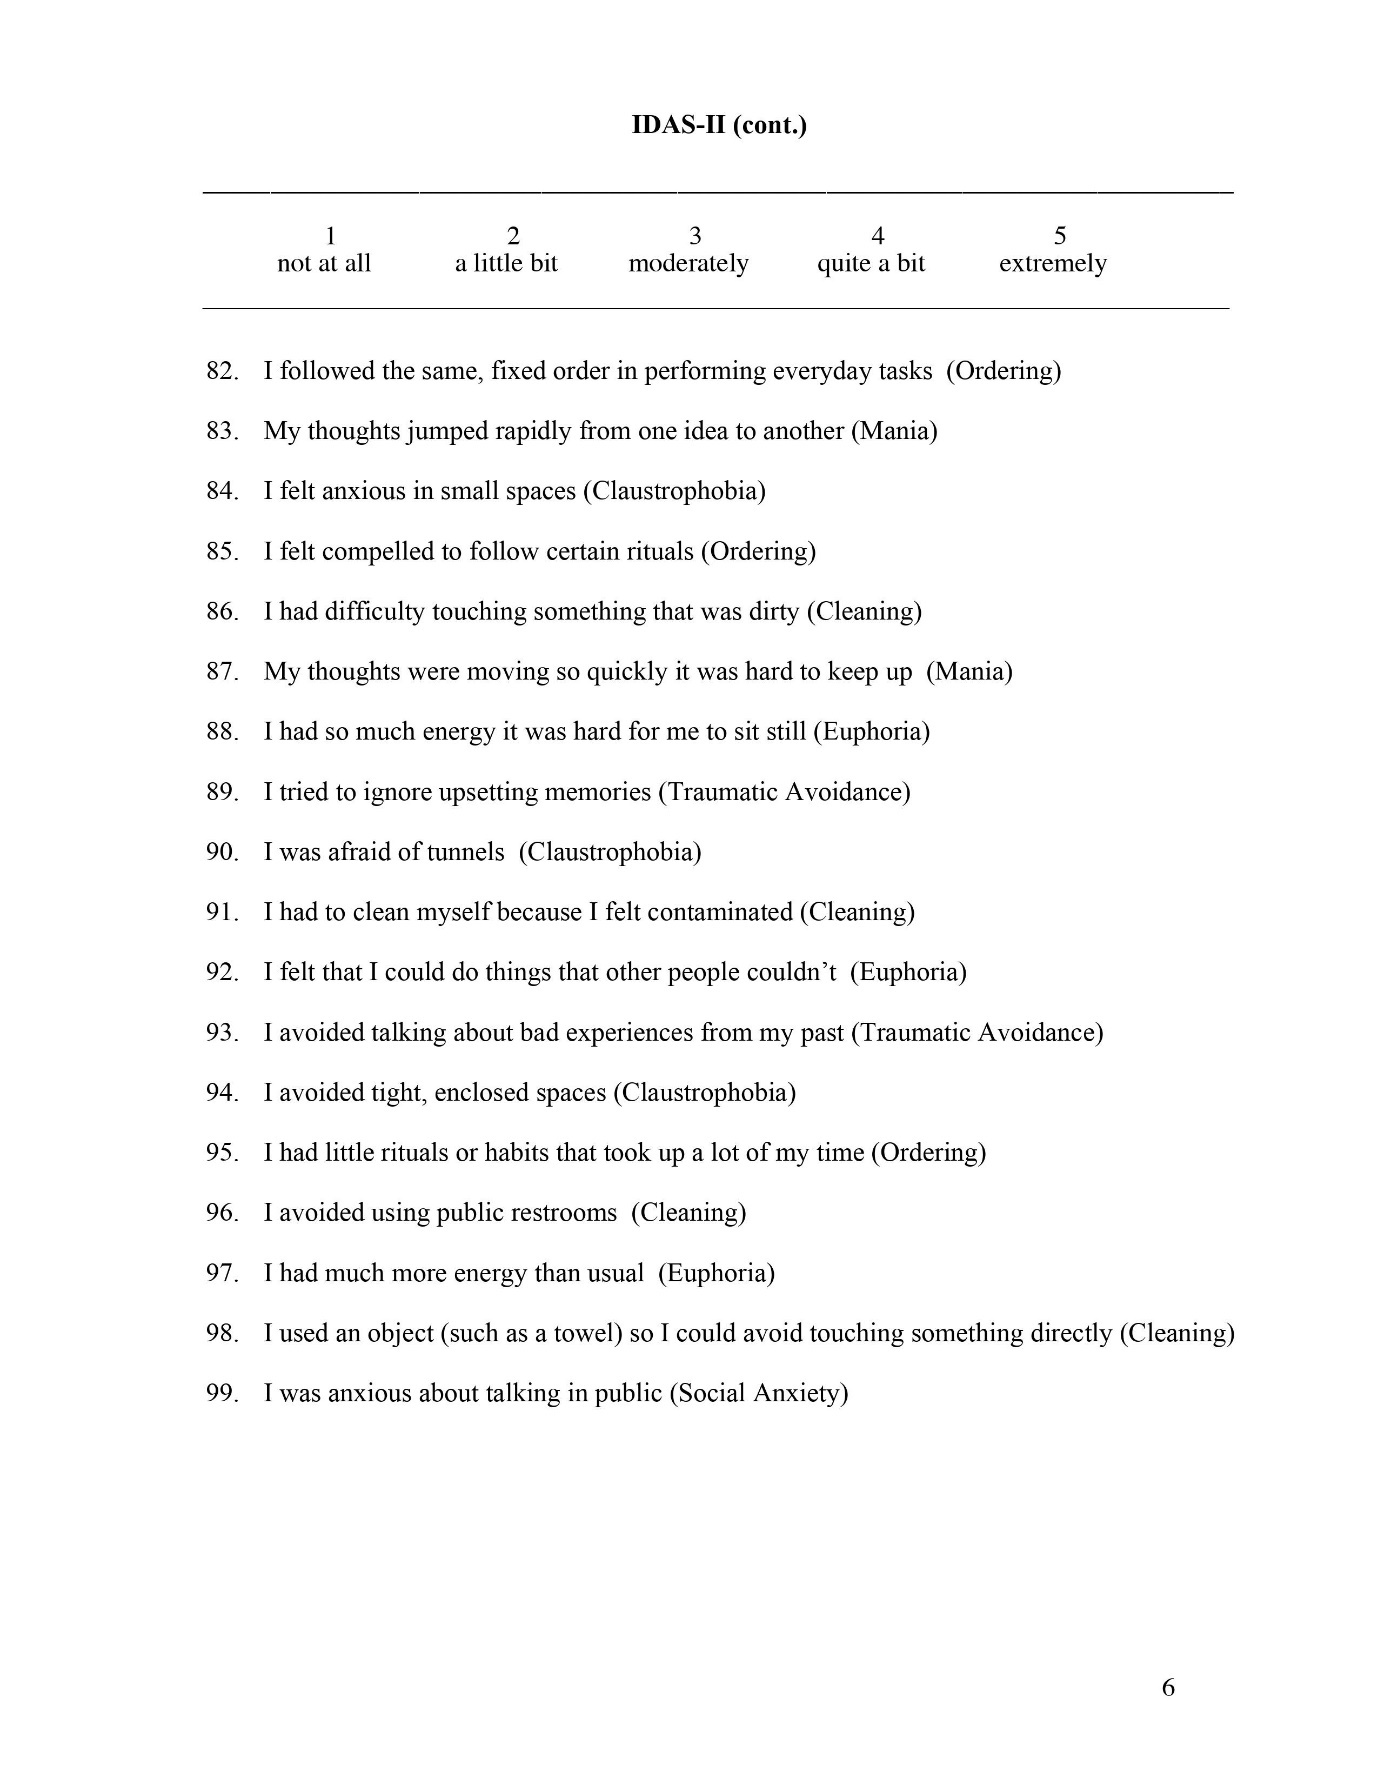 IDAS-II (cont.)
1 2 3 4 5
not at all a little bit moderately quite a bit extremely
82. I followed the same, fixed order in performing everyday tasks (Ordering)
83. My thoughts jumped rapidly from one idea to another (Mania)
84. I felt anxious in small spaces (Claustrophobia)
85. I felt compelled to follow certain rituals (Ordering)
86. I had difficulty touching something that was dirty (Cleaning)
87. My thoughts were moving so quickly it was hard to keep up (Mania)
88. I had so much energy it was hard for me to sit still (Euphoria)
89. I tried to ignore upsetting memories (Traumatic Avoidance)
90. I was afraid of tunnels (Claustrophobia)
91. I had to clean myself because I felt contaminated (Cleaning)
92. I felt that I could do things that other people couldn’t (Euphoria)
93. I avoided talking about bad experiences from my past (Traumatic Avoidance)
94. I avoided tight, enclosed spaces (Claustrophobia)
95. I had little rituals or habits that took up a lot of my time (Ordering)
96. I avoided using public restrooms (Cleaning)
97. I had much more energy than usual (Euphoria)
98. I used an object (such as a towel) so I could avoid touching something directly (Cleaning)
99. I was anxious about talking in public (Social Anxiety)
6